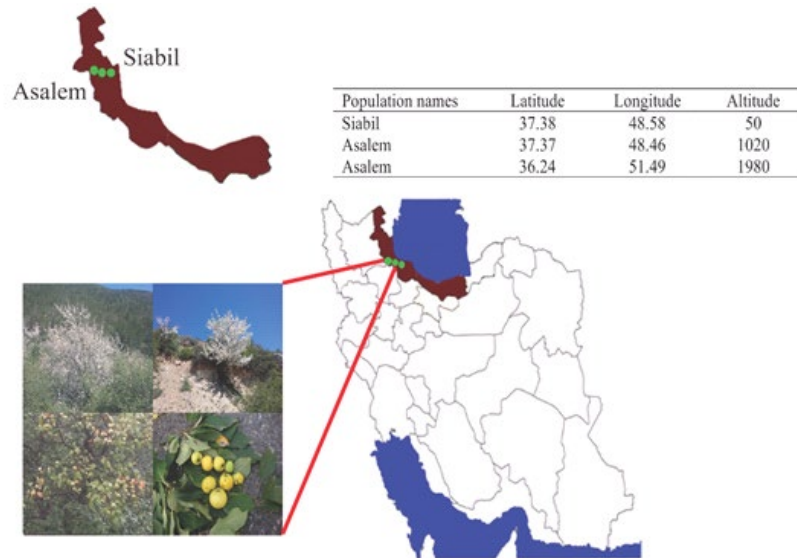 Siabil
Asalem
Population names Latitude Longitude Altitude
Siabil 37.38 48.58 50
Asalem 37.37 48.46 1020
Asalem 36.24 51.49 1980